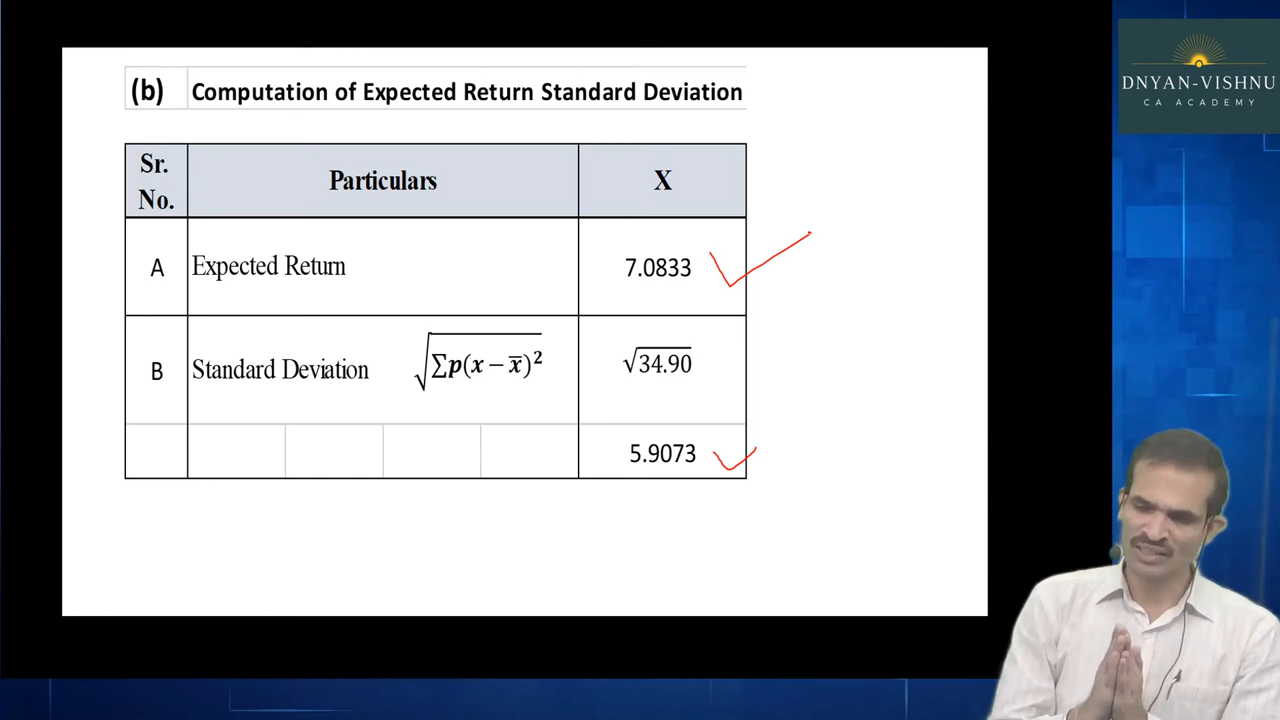 (b) Computation of Expected Return Standard Deviation
Sr. No. Particulars X
A Expected Return 7.0833
B Standard Deviation √Σp(x − x̅)² √34.90
5.9073
DNYAN-VISHNU
CA ACADEMY